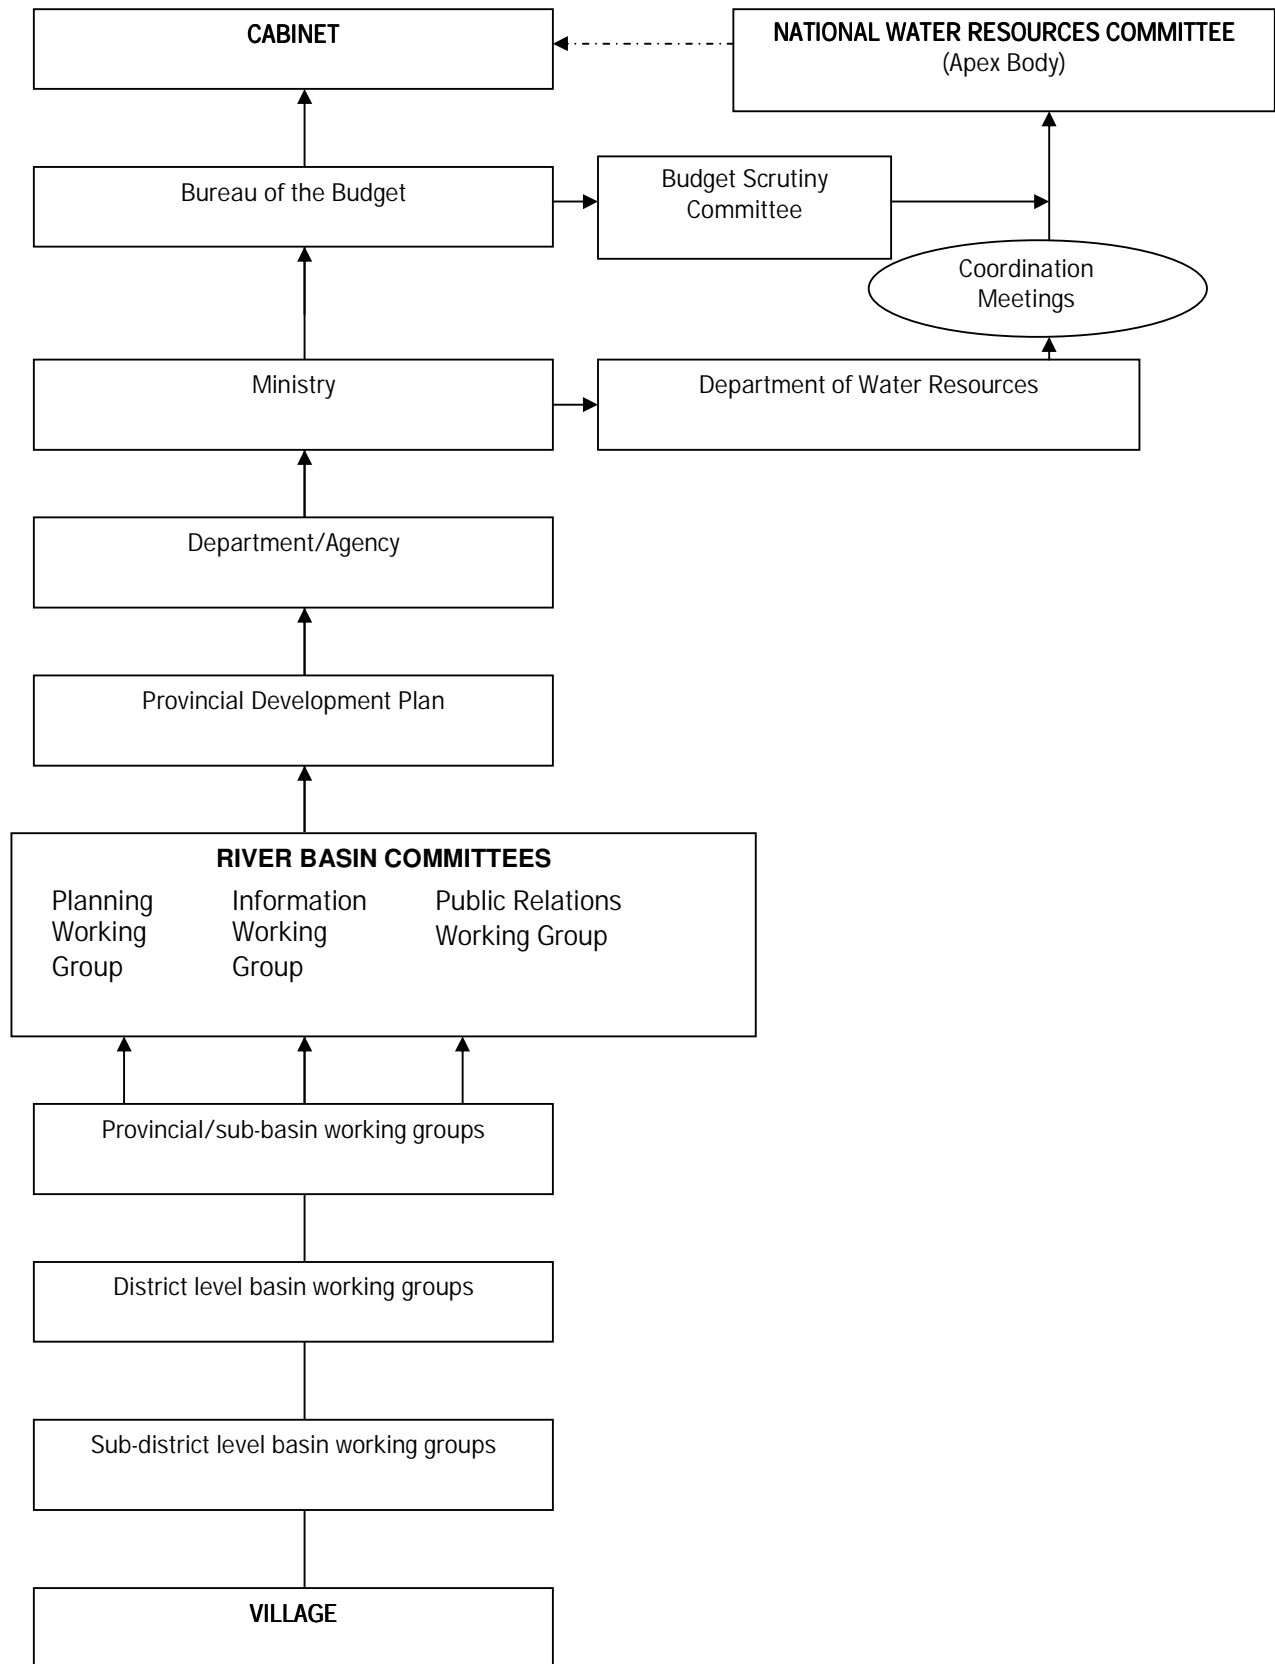 CABINET
NATIONAL WATER RESOURCES COMMITTEE
(Apex Body)
Bureau of the Budget
Budget Scrutiny
Committee
Coordination
Meetings
Ministry
Department of Water Resources
Department/Agency
Provincial Development Plan
RIVER BASIN COMMITTEES
Planning
Working
Group
Information
Working
Group
Public Relations
Working Group
Provincial/sub-basin working groups
District level basin working groups
Sub-district level basin working groups
VILLAGE